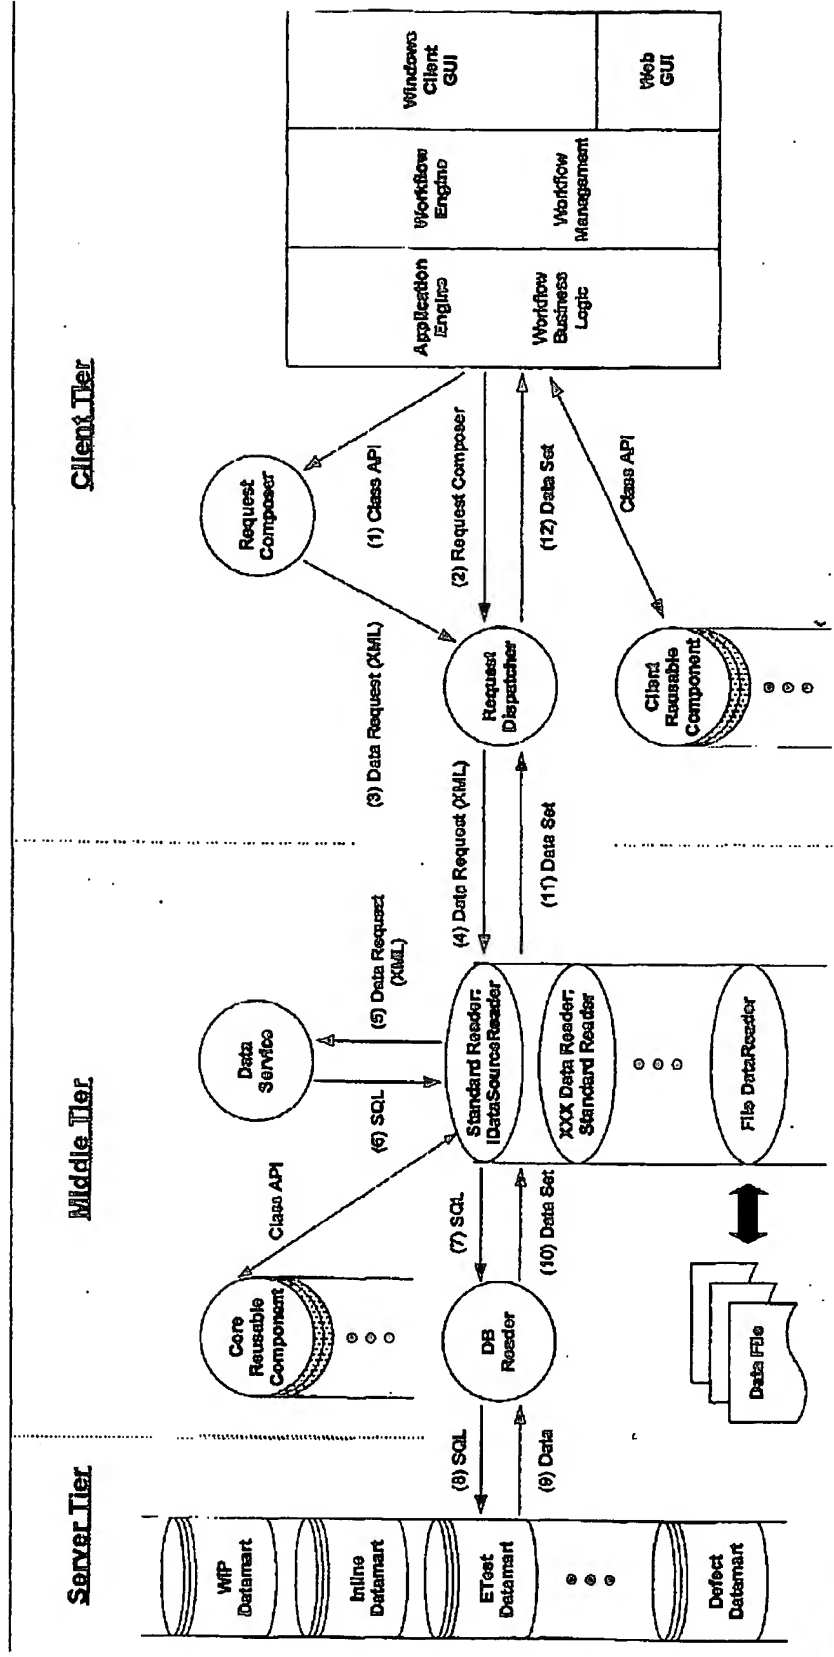 Server Tier
Middle Tier
Client Tier
WIP
Datamart
Inline
Datamart
ETest
Datamart
Defect
Datamart
(8) SQL
(9) Data
Core
Reusable
Component
DB
Reader
Data File
Class API
(7) SQL
(10) Data Set
Data
Service
(6) SQL
(5) Data Request
(XML)
Standard Reader:
IDataSourceReader
XXX Data Reader:
Standard Reader
File DataReader
(4) Data Request (XML)
(11) Data Set
(3) Data Request (XML)
Request
Composer
Request
Dispatcher
Client
Reusable
Component
(1) Class API
(2) Request Composer
(12) Data Set
Class API
Application
Engine
Workflow
Business
Logic
Workflow
Engine
Workflow
Management
Windows
Client
GUI
Web
GUI